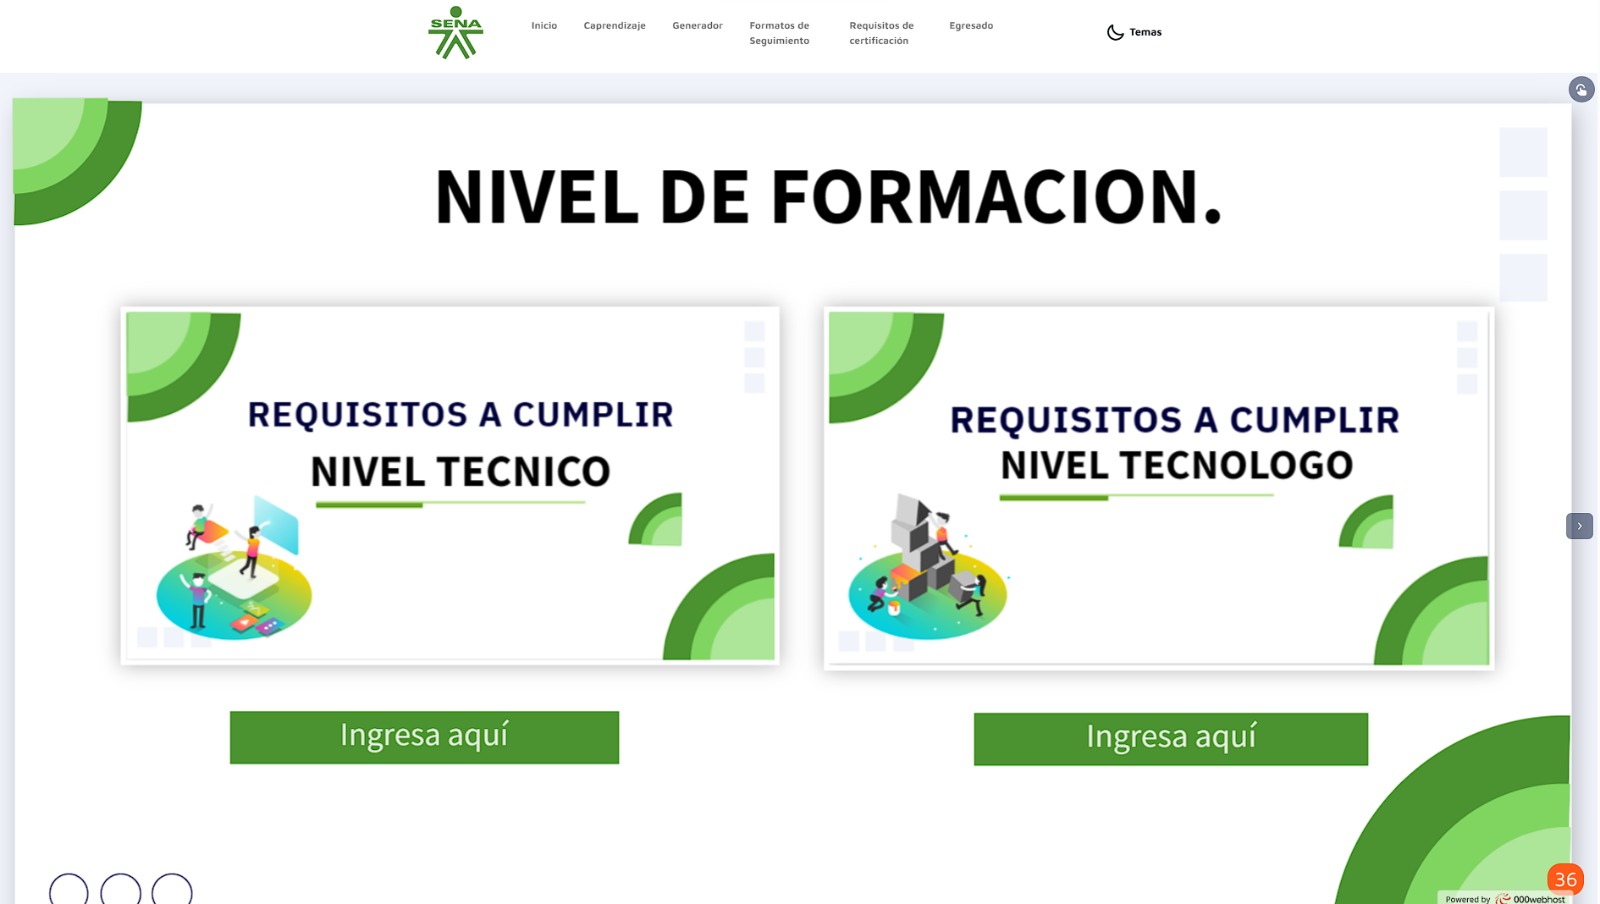 SENA
Inicio
Caprendizaje
Generador
Formatos de
Seguimiento
Requisitos de
certificación
Egresado
Temas
NIVEL DE FORMACION.
REQUISITOS A CUMPLIR
NIVEL TECNICO
REQUISITOS A CUMPLIR
NIVEL TECNOLOGO
Ingresa aquí
Ingresa aquí
36
Powered by 000webhost